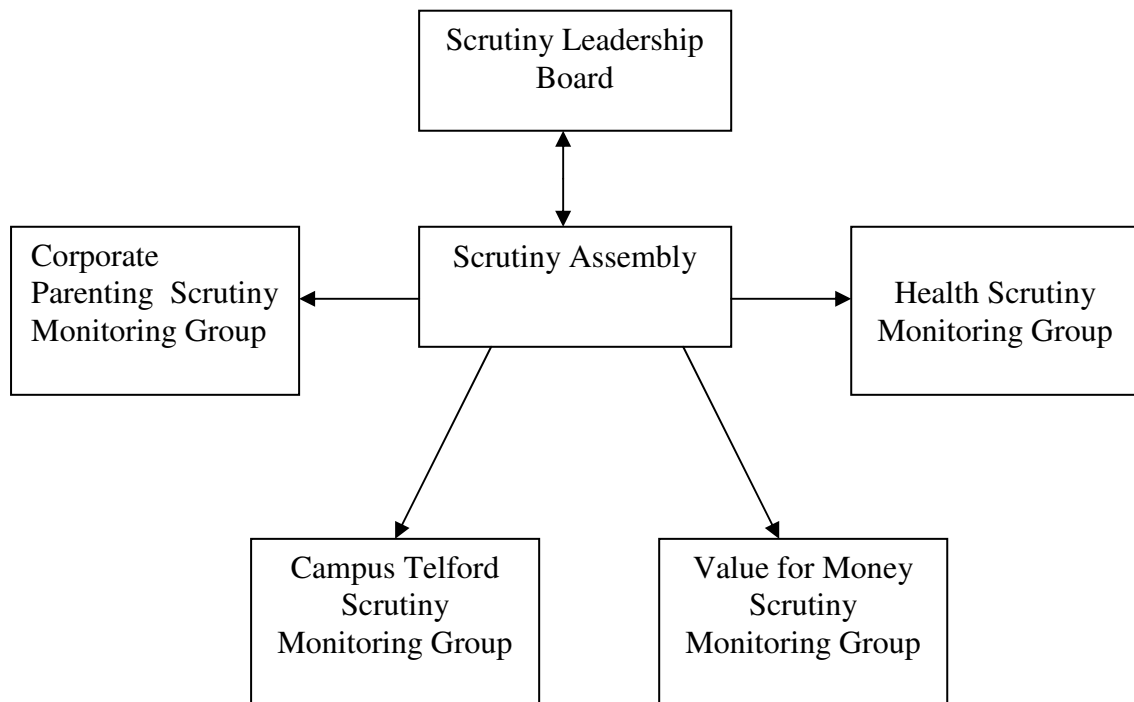 Scrutiny Leadership
Board
Scrutiny Assembly
Corporate
Parenting Scrutiny
Monitoring Group
Health Scrutiny
Monitoring Group
Campus Telford
Scrutiny
Monitoring Group
Value for Money
Scrutiny
Monitoring Group